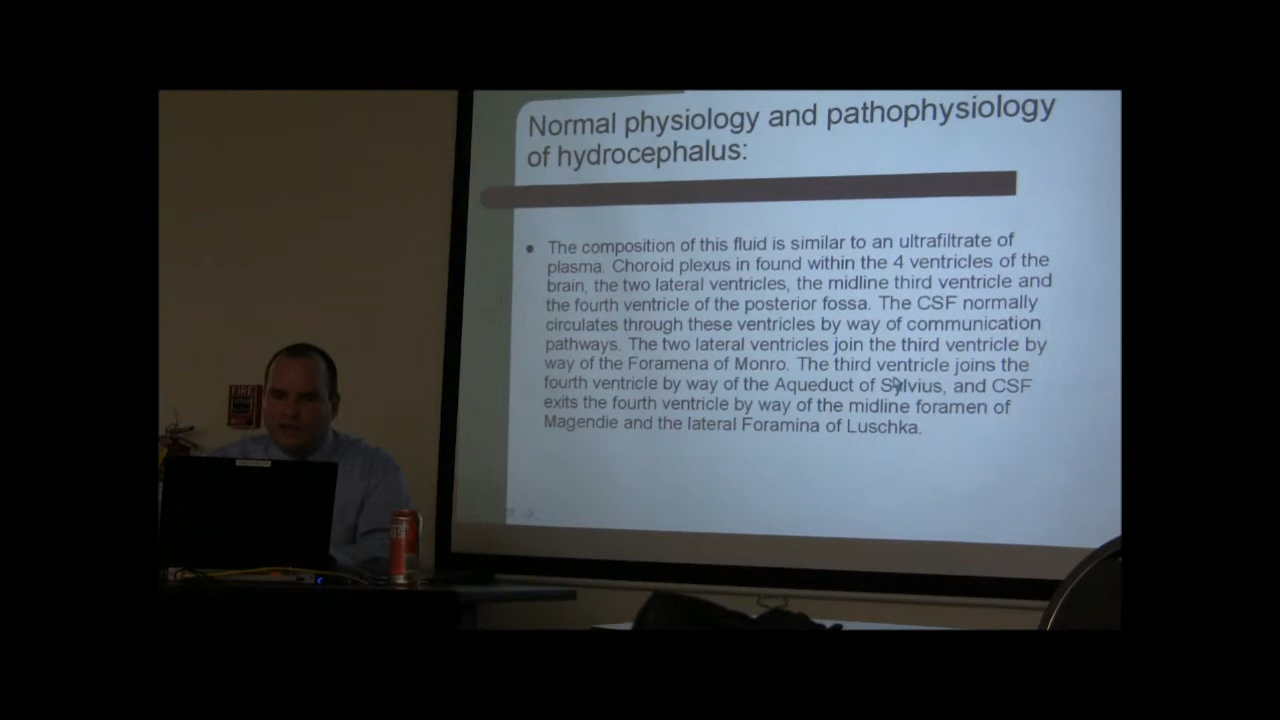 Normal physiology and pathophysiology
of hydrocephalus:
The composition of this fluid is similar to an ultrafiltrate of
plasma. Choroid plexus in found within the 4 ventricles of the
brain, the two lateral ventricles, the midline third ventricle and
the fourth ventricle of the posterior fossa. The CSF normally
circulates through these ventricles by way of communication
pathways. The two lateral ventricles join the third ventricle by
way of the Foramena of Monro. The third ventricle joins the
fourth ventricle by way of the Aqueduct of Sylvius, and CSF
exits the fourth ventricle by way of the midline foramen of
Magendie and the lateral Foramina of Luschka.
FIRE